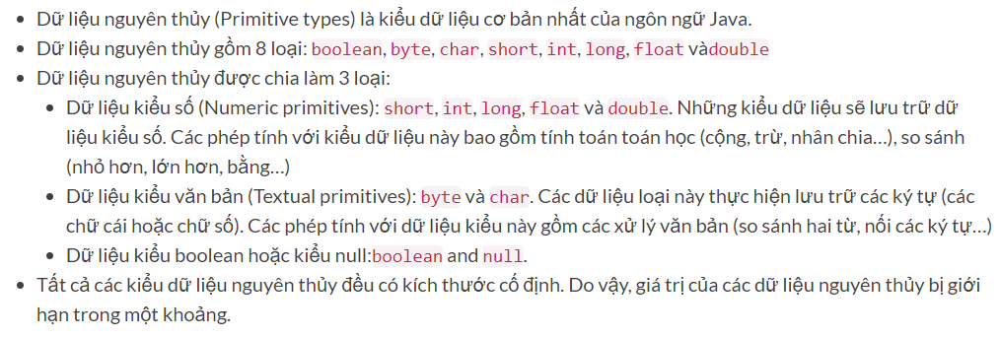 Dữ liệu nguyên thủy (Primitive types) là kiểu dữ liệu cơ bản nhất của ngôn ngữ Java.
Dữ liệu nguyên thủy gồm 8 loại: boolean, byte, char, short, int, long, float vàdouble
Dữ liệu nguyên thủy được chia làm 3 loại:
Dữ liệu kiểu số (Numeric primitives): short, int, long, float và double. Những kiểu dữ liệu sẽ lưu trữ dữ
liệu kiểu số. Các phép tính với kiểu dữ liệu này bao gồm tính toán toán học (cộng, trừ, nhân chia...), so sánh
(nhỏ hơn, lớn hơn, bằng...)
Dữ liệu kiểu văn bản (Textual primitives): byte và char. Các dữ liệu loại này thực hiện lưu trữ các ký tự (các
chữ cái hoặc chữ số). Các phép tính với dữ liệu kiểu này gồm các xử lý văn bản (so sánh hai từ, nối các ký tự...)
Dữ liệu kiểu boolean hoặc kiểu null:boolean and null.
Tất cả các kiểu dữ liệu nguyên thủy đều có kích thước cố định. Do vậy, giá trị của các dữ liệu nguyên thủy bị giới
hạn trong một khoảng.